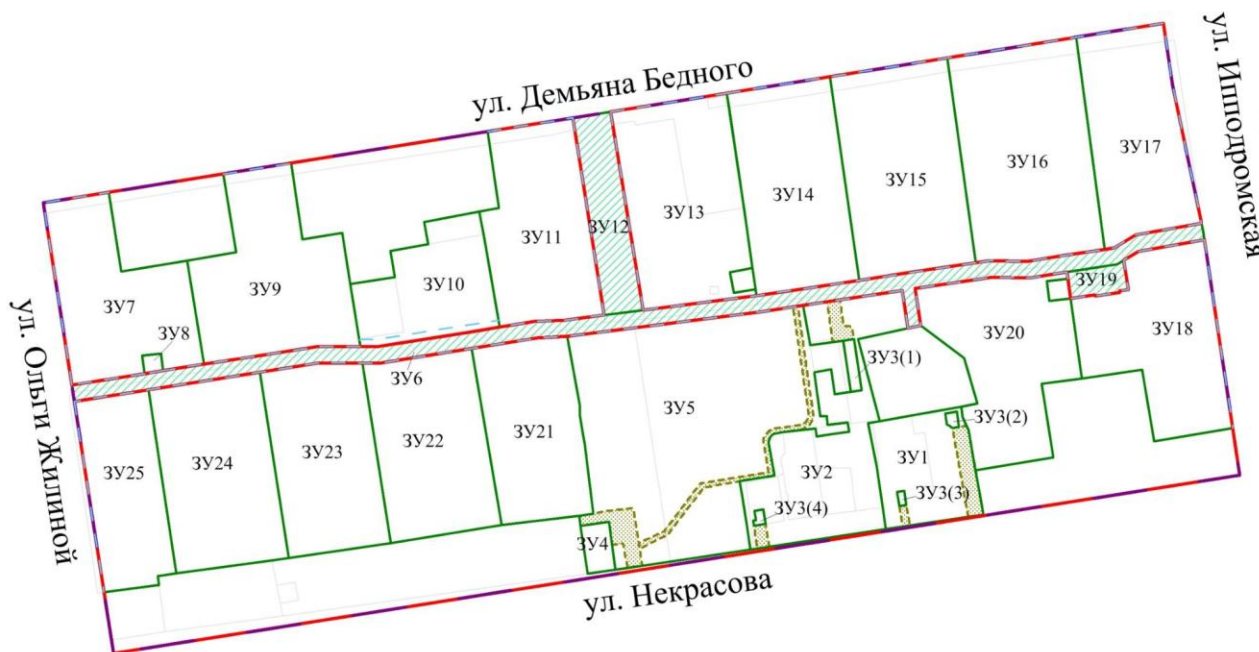 ул. Демьяна Бедного
ул. Ипподромская
ЗУ17
ЗУ16
ЗУ15
ЗУ14
ЗУ13
ЗУ12
ЗУ11
ЗУ10
ЗУ9
ЗУ7
ЗУ8
ЗУ19
ЗУ18
ЗУ20
ЗУ6
ЗУ3(1)
ЗУ5
ЗУ21
ЗУ22
ЗУ23
ЗУ24
ЗУ25
ЗУ3(2)
ЗУ1
ЗУ2
ЗУ3(3)
ЗУ3(4)
ЗУ4
ул. Ольги Жилиной
ул. Некрасова